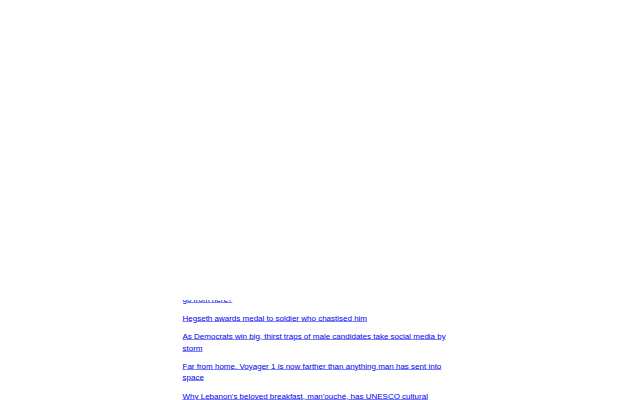 Hegseth awards medal to soldier who chastised him
As Democrats win big, thirst traps of male candidates take social media by
storm
Far from home. Voyager 1 is now farther than anything man has sent into
space
Why Lebanon's beloved breakfast, man'ouché, has UNESCO cultural